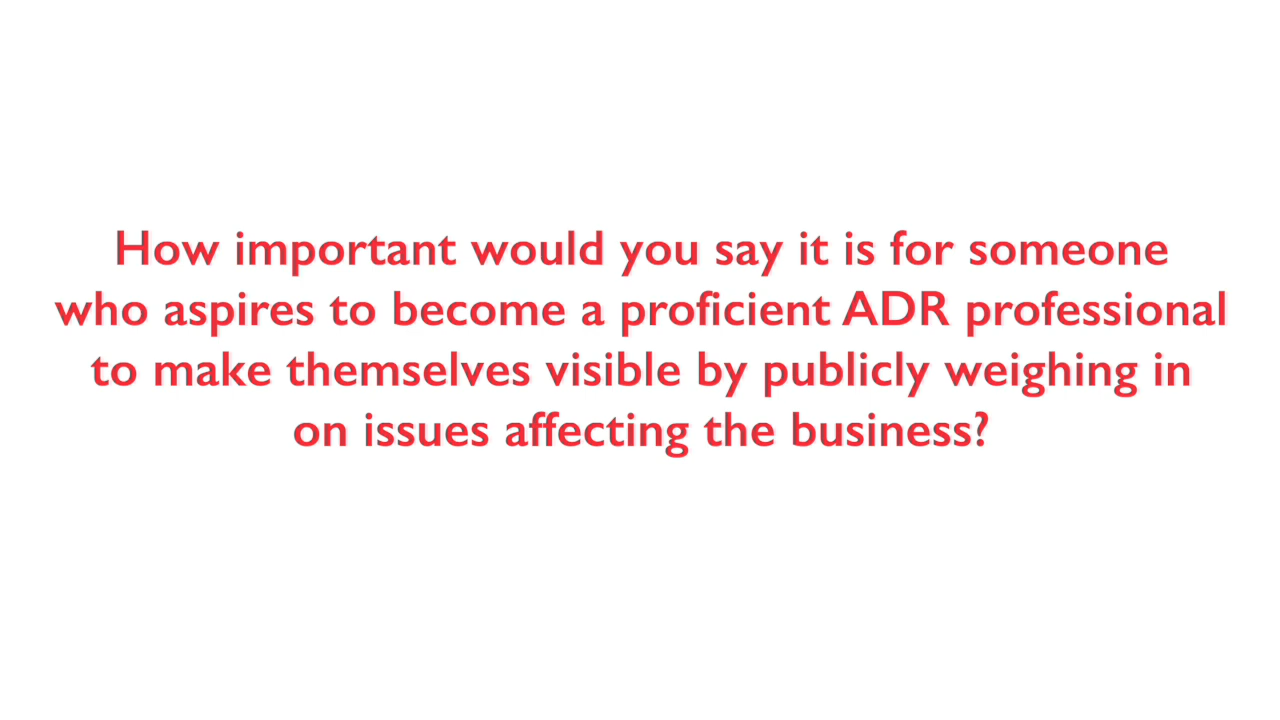 How important would you say it is for someone
who aspires to become a proficient ADR professional
to make themselves visible by publicly weighing in
on issues affecting the business?